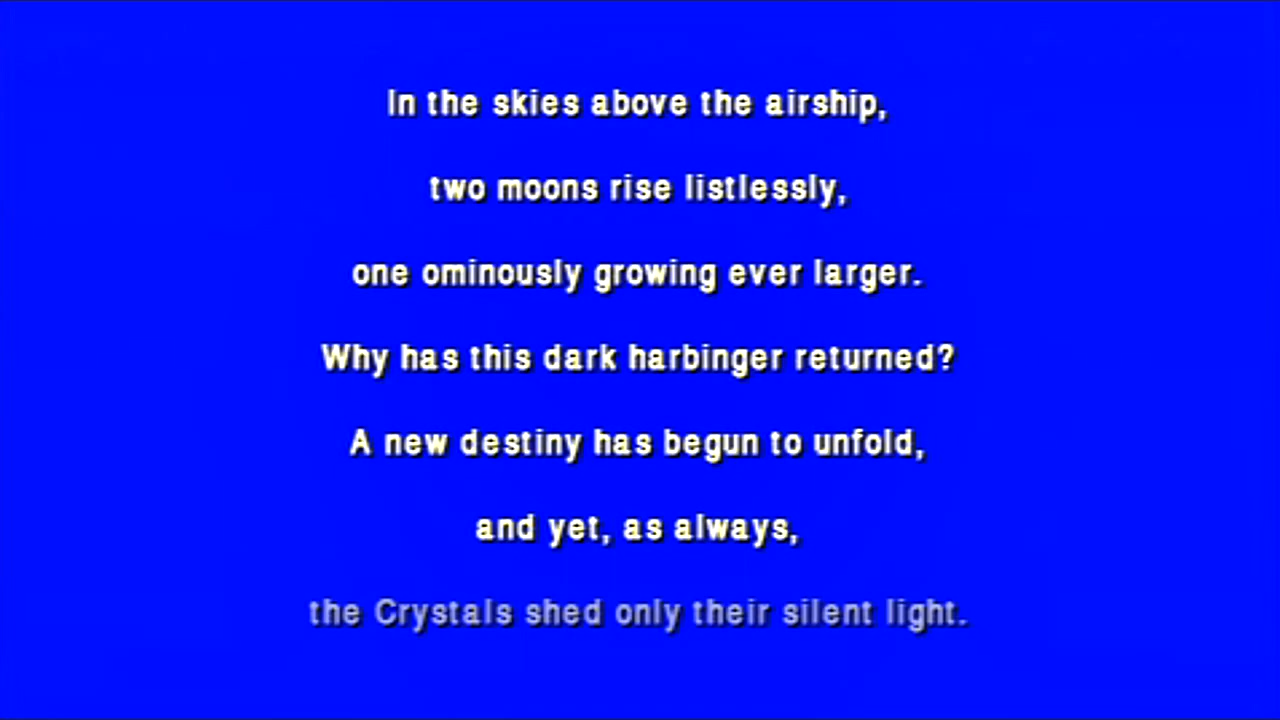 In the skies above the airship,
two moons rise listlessly,
one ominously growing ever larger.
Why has this dark harbinger returned?
A new destiny has begun to unfold,
and yet, as always,
the Crystals shed only their silent light.